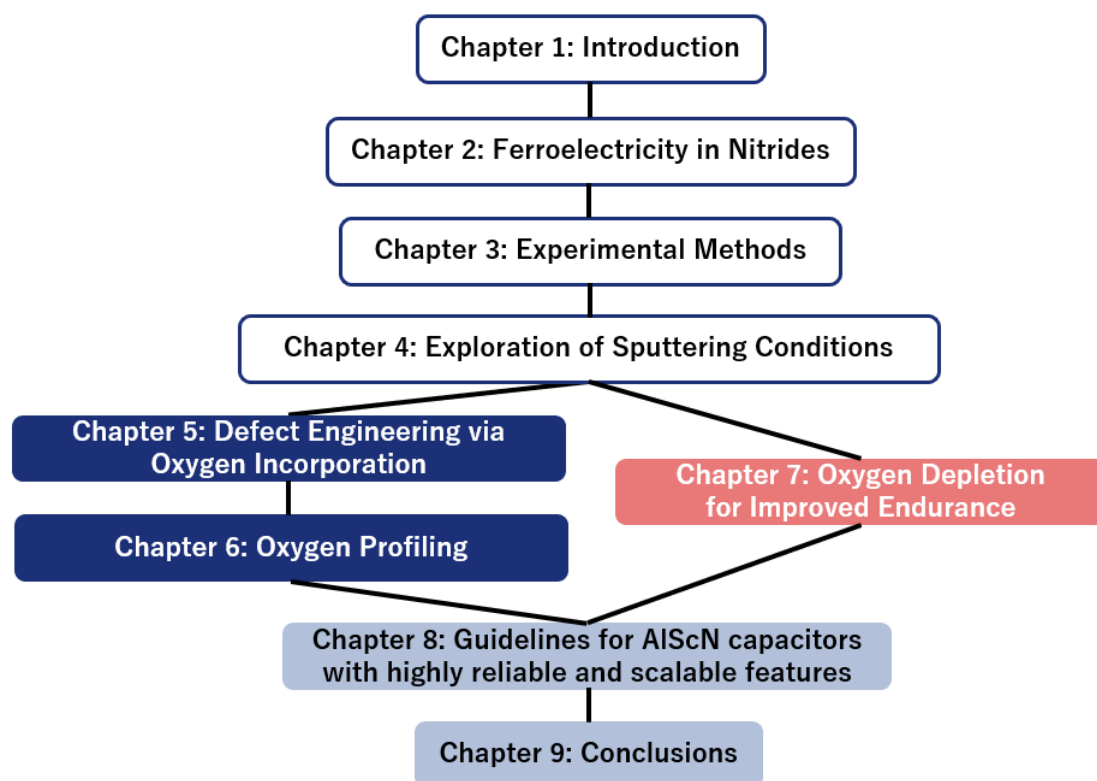 Chapter 1: Introduction
Chapter 2: Ferroelectricity in Nitrides
Chapter 3: Experimental Methods
Chapter 4: Exploration of Sputtering Conditions
Chapter 5: Defect Engineering via
Oxygen Incorporation
Chapter 6: Oxygen Profiling
Chapter 7: Oxygen Depletion
for Improved Endurance
Chapter 8: Guidelines for AlScN capacitors
with highly reliable and scalable features
Chapter 9: Conclusions